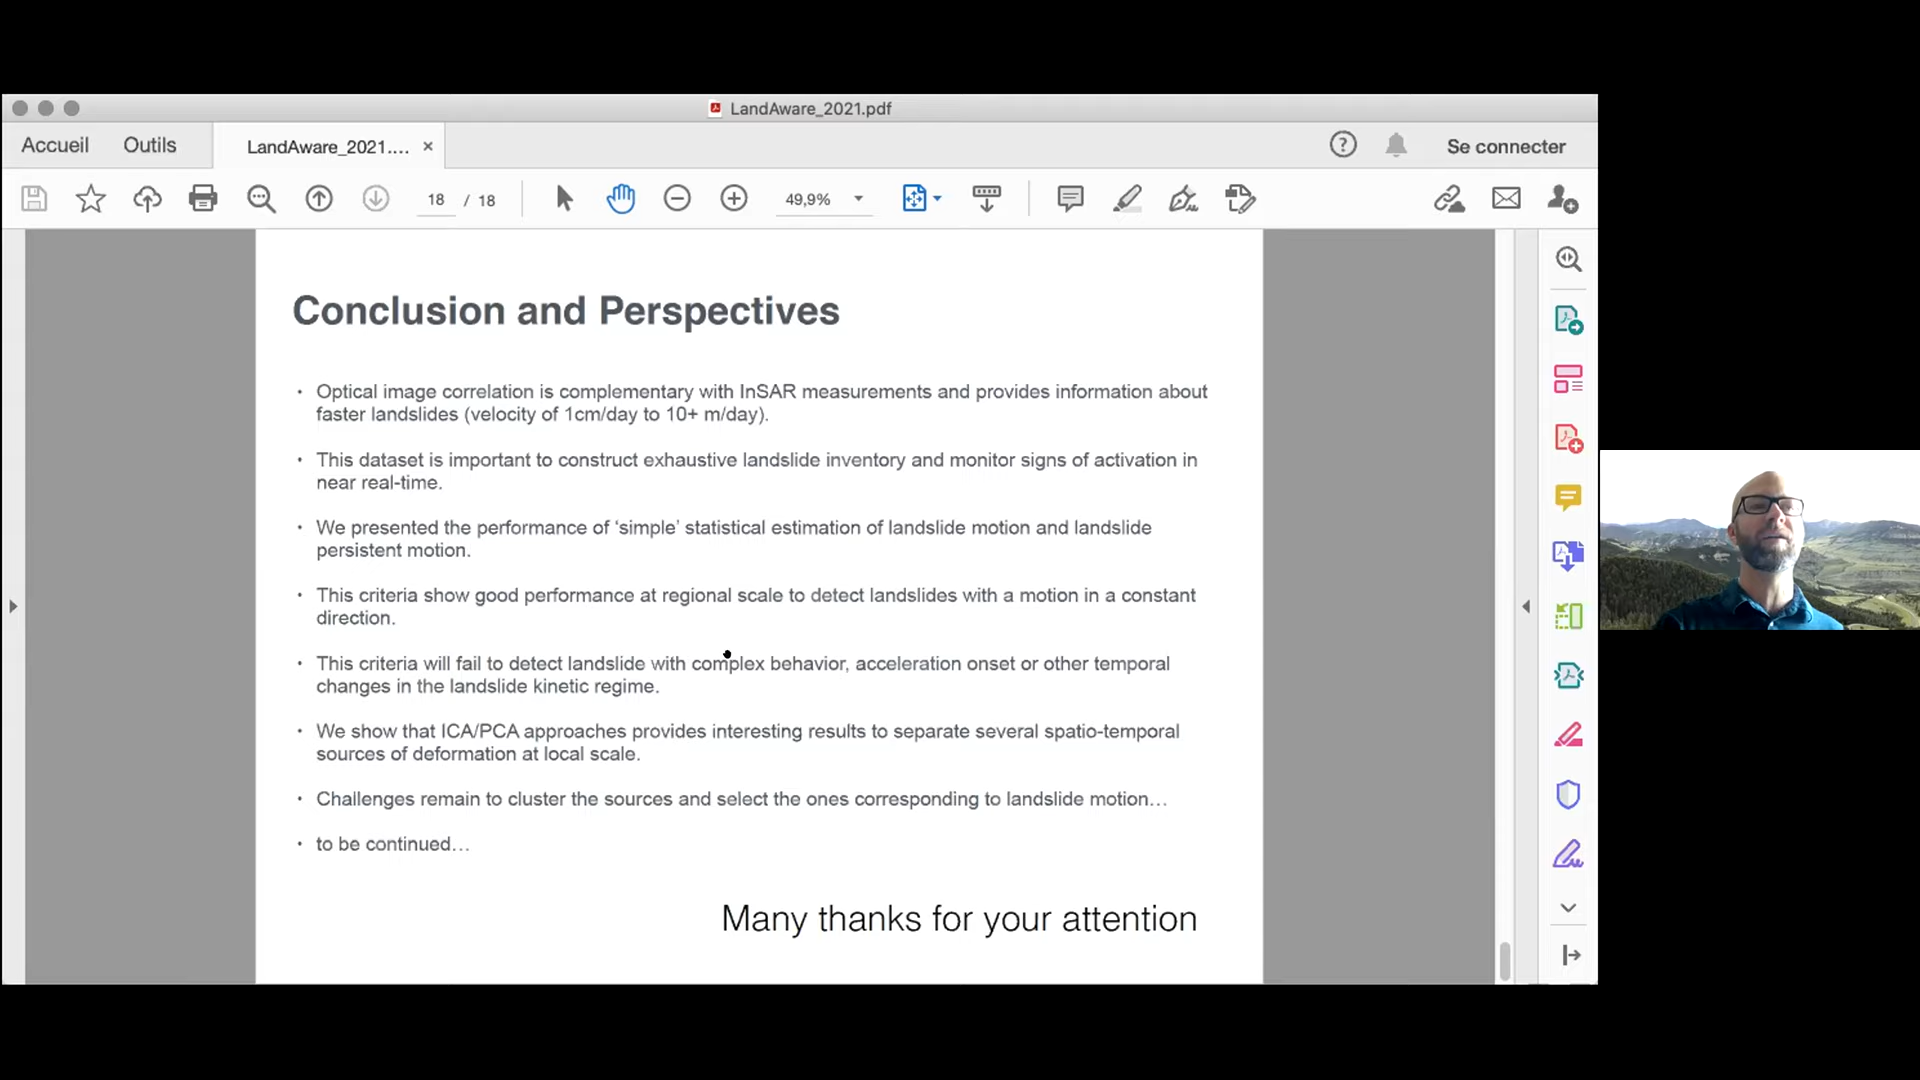 LandAware_2021.pdf
Accueil Outils LandAware_2021.... × ? Se connecter
18 / 18 49,9%
Conclusion and Perspectives
• Optical image correlation is complementary with InSAR measurements and provides information about
faster landslides (velocity of 1cm/day to 10+ m/day).
• This dataset is important to construct exhaustive landslide inventory and monitor signs of activation in
near real-time.
• We presented the performance of ‘simple’ statistical estimation of landslide motion and landslide
persistent motion.
• This criteria show good performance at regional scale to detect landslides with a motion in a constant
direction.
• This criteria will fail to detect landslide with complex behavior, acceleration onset or other temporal
changes in the landslide kinetic regime.
• We show that ICA/PCA approaches provides interesting results to separate several spatio-temporal
sources of deformation at local scale.
• Challenges remain to cluster the sources and select the ones corresponding to landslide motion…
• to be continued…
Many thanks for your attention